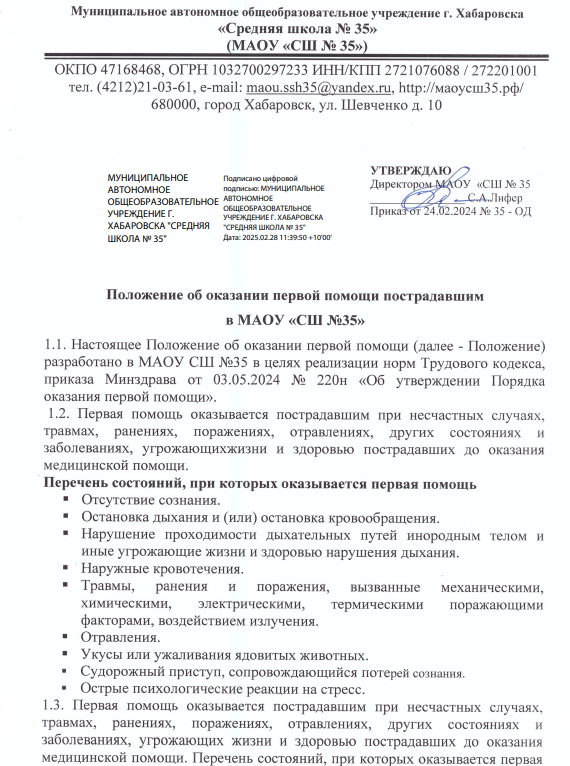 Муниципальное автономное общеобразовательное учреждение г. Хабаровска
«Средняя школа № 35»
(МАОУ «СШ № 35»)
ОКПО 47168468, ОГРН 1032700297233 ИНН/КПП 2721076088 / 272201001
тел. (4212)21-03-61, e-mail: maou.ssh35@yandex.ru, http://маоусш35.рф/
680000, город Хабаровск, ул. Шевченко д. 10
МУНИЦИПАЛЬНОЕ
АВТОНОМНОЕ
ОБЩЕОБРАЗОВАТЕЛЬНОЕ
УЧРЕЖДЕНИЕ Г.
ХАБАРОВСКА "СРЕДНЯЯ
ШКОЛА № 35"
Подписано цифровой
подписью: МУНИЦИПАЛЬНОЕ
АВТОНОМНОЕ
ОБЩЕОБРАЗОВАТЕЛЬНОЕ
УЧРЕЖДЕНИЕ Г. ХАБАРОВСКА
"СРЕДНЯЯ ШКОЛА № 35"
Дата: 2025.02.28 11:39:50 +10'00'
УТВЕРЖДАЮ
Директором МАОУ «СШ № 35
С.А.Лифер
Приказ от 24.02.2024 № 35 - ОД
Положение об оказании первой помощи пострадавшим
в МАОУ «СШ №35»
1.1. Настоящее Положение об оказании первой помощи (далее - Положение)
разработано в МАОУ СШ №35 в целях реализации норм Трудового кодекса,
приказа Минздрава от 03.05.2024 № 220н «Об утверждении Порядка
оказания первой помощи».
1.2. Первая помощь оказывается пострадавшим при несчастных случаях,
травмах, ранениях, поражениях, отравлениях, других состояниях и
заболеваниях, угрожающихжизни и здоровью пострадавших до оказания
медицинской помощи.
Перечень состояний, при которых оказывается первая помощь
▪ Отсутствие сознания.
▪ Остановка дыхания и (или) остановка кровообращения.
▪ Нарушение проходимости дыхательных путей инородным телом и
иные угрожающие жизни и здоровью нарушения дыхания.
▪ Наружные кровотечения.
▪ Травмы, ранения и поражения, вызванные механическими,
химическими, электрическими, термическими поражающими
факторами, воздействием излучения.
▪ Отравления.
▪ Укусы или ужаливания ядовитых животных.
▪ Судорожный приступ, сопровождающийся потерей сознания.
▪ Острые психологические реакции на стресс.
1.3. Первая помощь оказывается пострадавшим при несчастных случаях,
травмах, ранениях, поражениях, отравлениях, других состояниях и
заболеваниях, угрожающих жизни и здоровью пострадавших до оказания
медицинской помощи. Перечень состояний, при которых оказывается первая